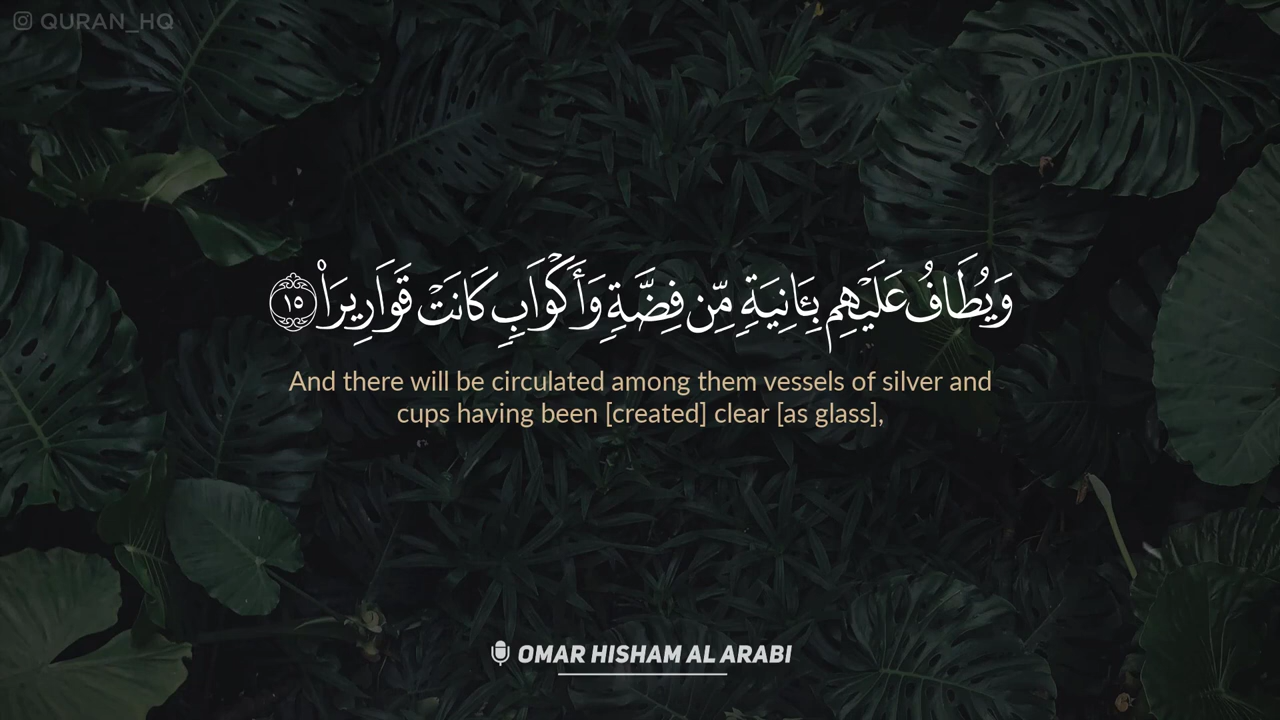 QURAN_HQ
وَيُطَافُ عَلَيْهِم بِـَٔانِيَةٍ مِّن فِضَّةٍ وَأَكْوَابٍ كَانَتْ قَوَارِيرَا۠ ١٥
And there will be circulated among them vessels of silver and
cups having been [created] clear [as glass],
OMAR HISHAM AL ARABI